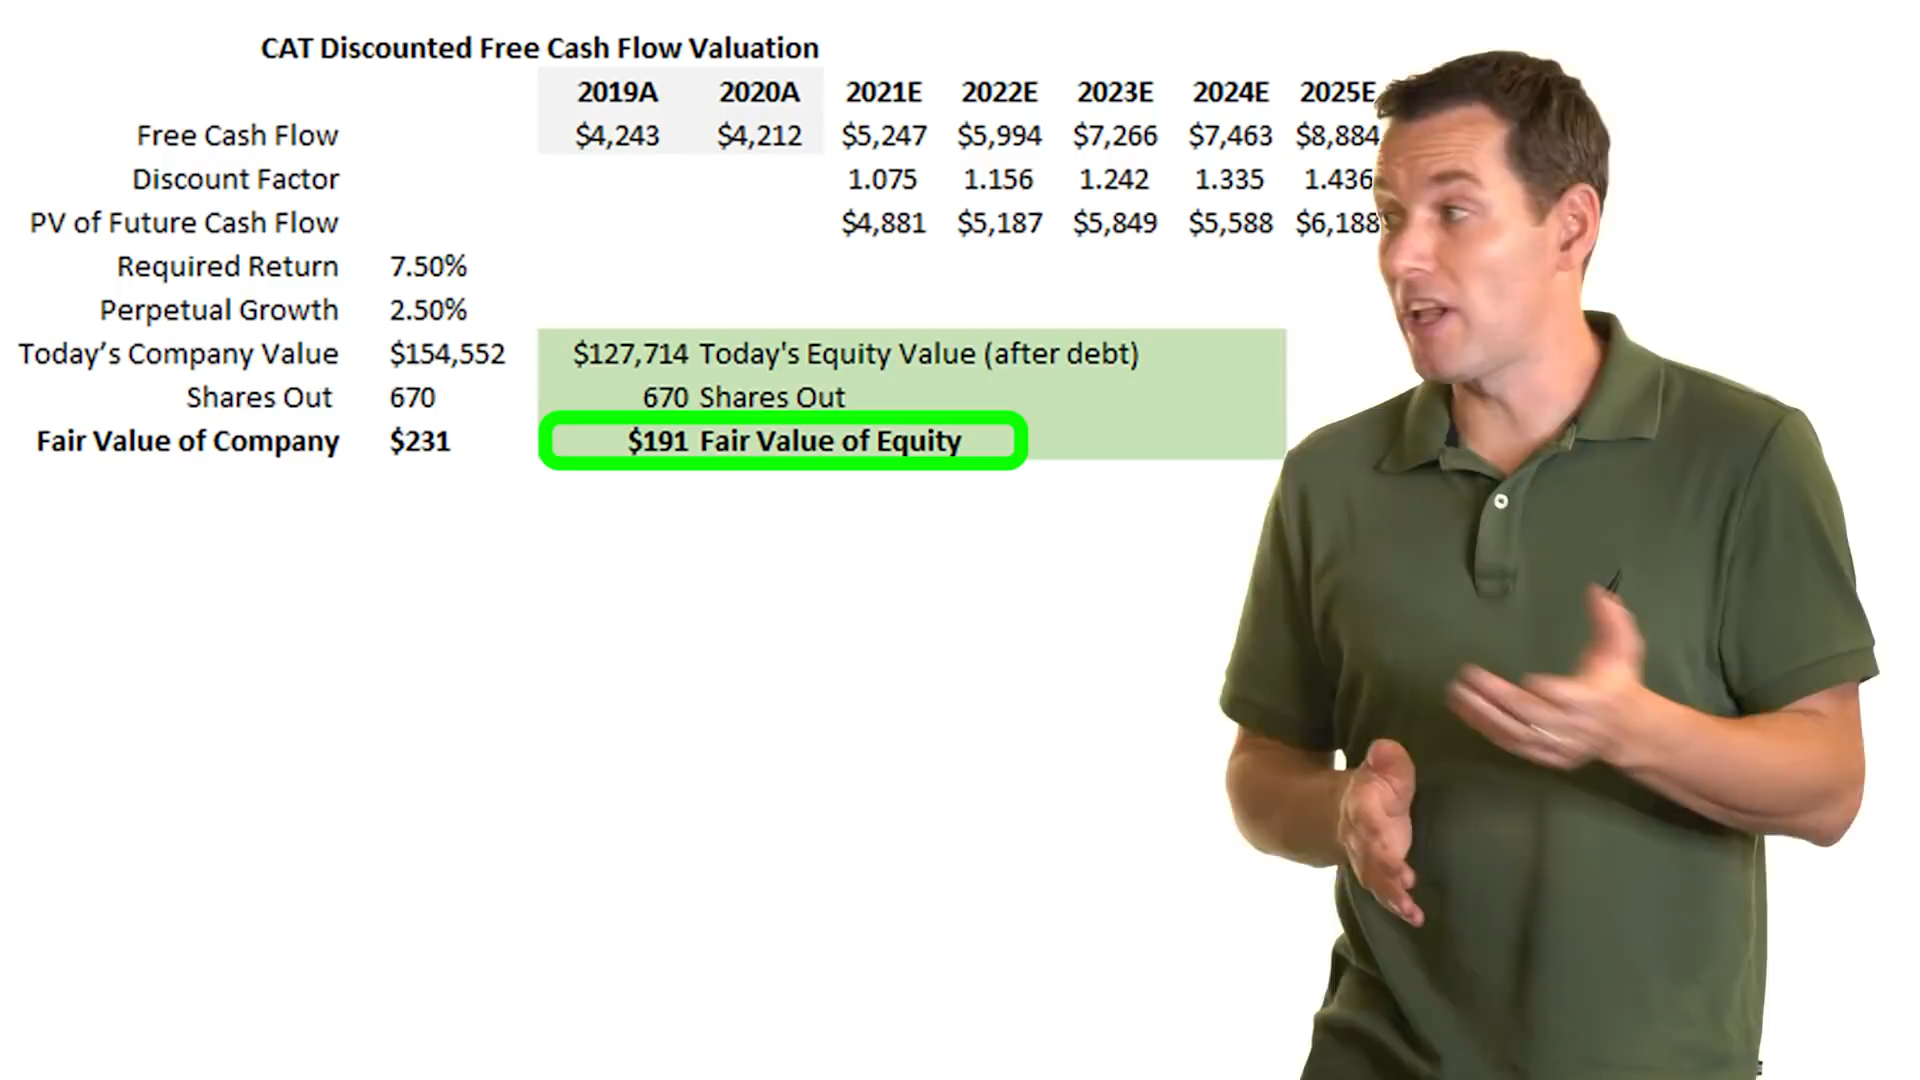 CAT Discounted Free Cash Flow Valuation
2019A 2020A 2021E 2022E 2023E 2024E 2025E
Free Cash Flow $4,243 $4,212 $5,247 $5,994 $7,266 $7,463 $8,884
Discount Factor 1.075 1.156 1.242 1.335 1.436
PV of Future Cash Flow $4,881 $5,187 $5,849 $5,588 $6,188
Required Return 7.50%
Perpetual Growth 2.50%
Today’s Company Value $154,552 $127,714 Today's Equity Value (after debt)
Shares Out 670 670 Shares Out
Fair Value of Company $231 $191 Fair Value of Equity